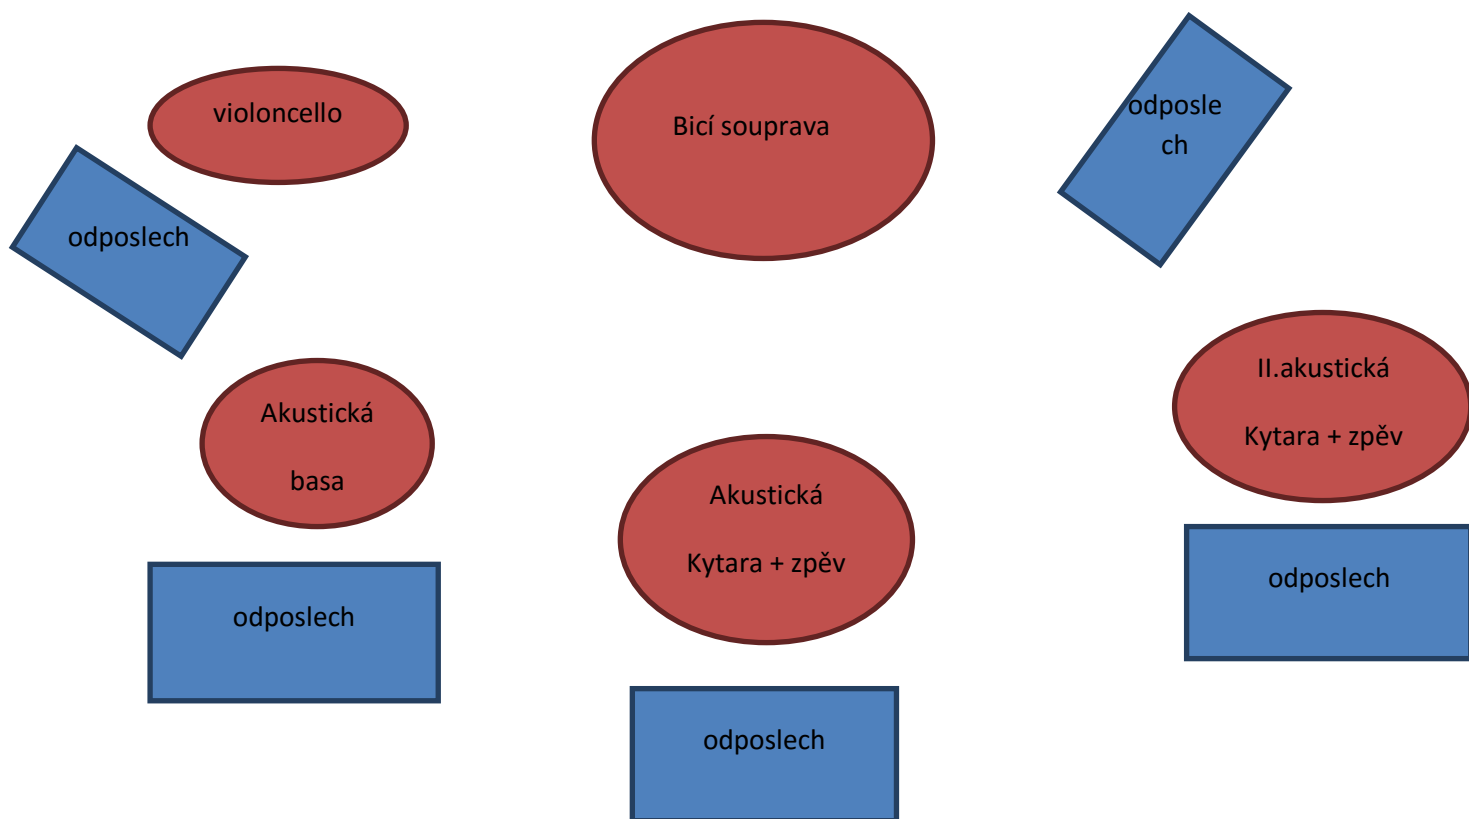 violoncello
Bicí souprava
odposle
ch
odposlech
Akustická
basa
II.akustická
Kytara + zpěv
Akustická
Kytara + zpěv
odposlech
odposlech
odposlech